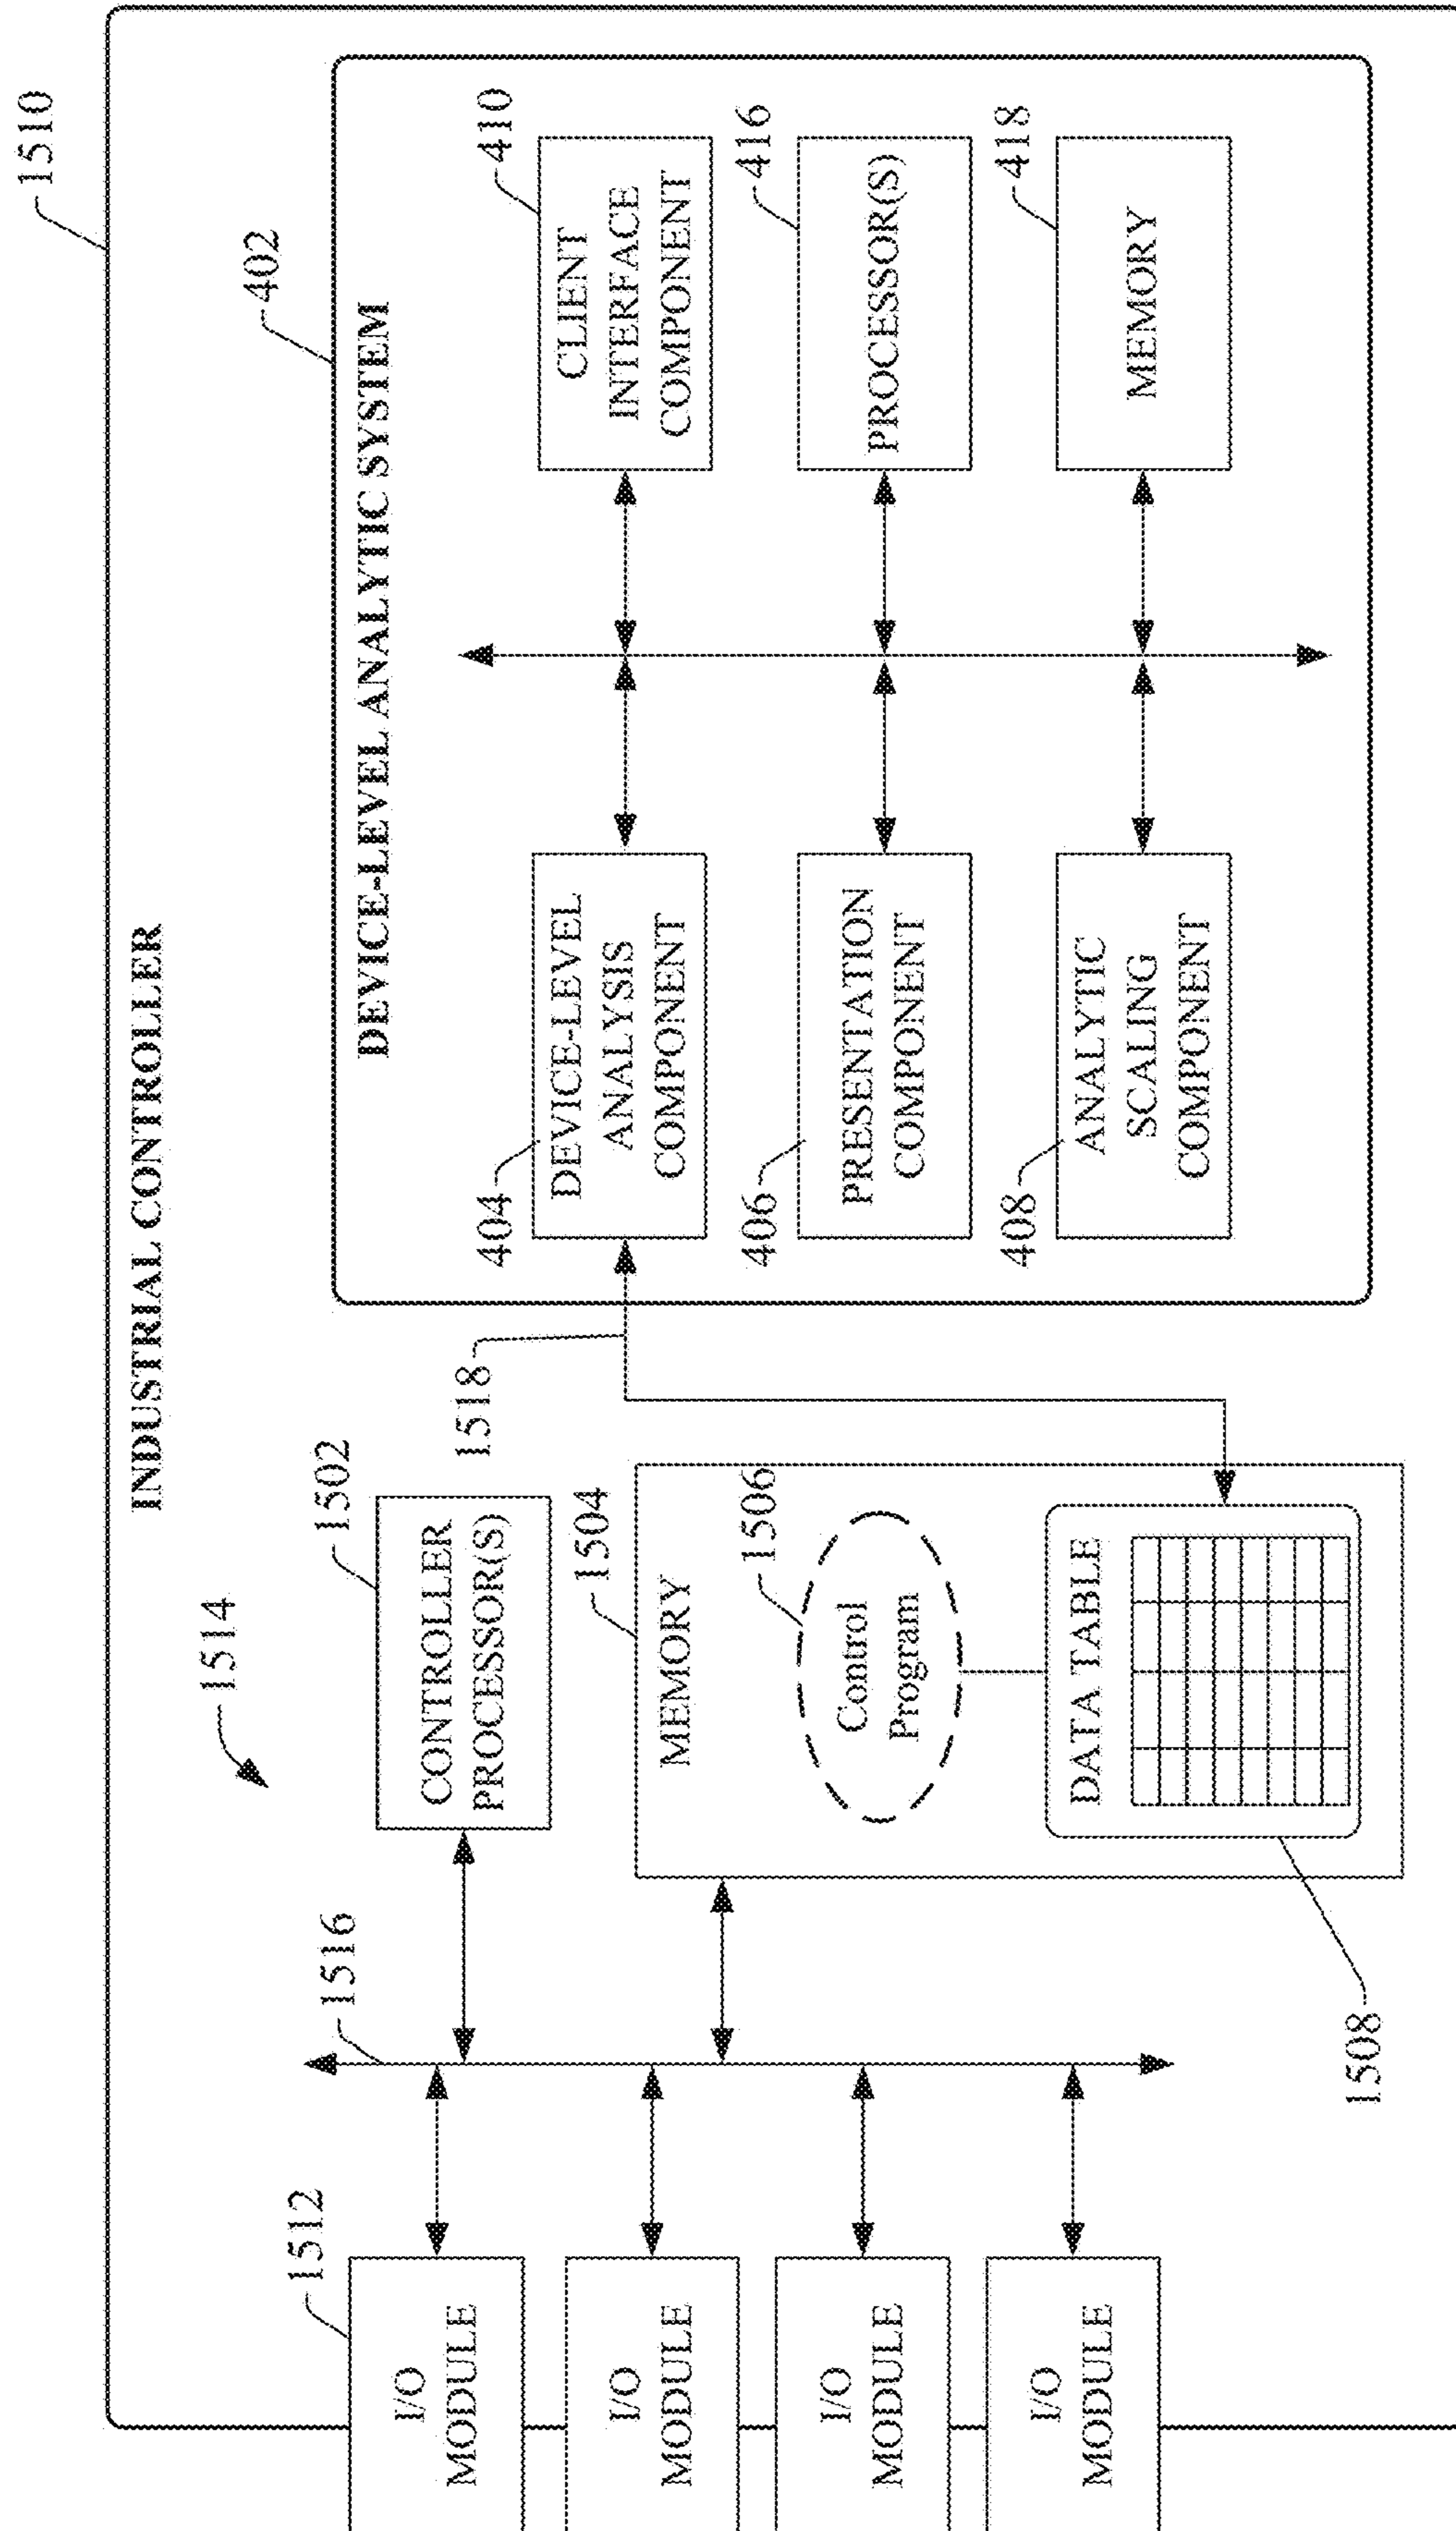 1510
INDUSTRIAL CONTROLLER
402
DEVICE-LEVEL ANALYTIC SYSTEM
1514
1512
I/O
MODULE
I/O
MODULE
I/O
MODULE
I/O
MODULE
1516
1502
CONTROLLER
PROCESSOR(S)
1504
MEMORY
1506
Control
Program
DATA TABLE
1508
1518
404
DEVICE-LEVEL
ANALYSIS
COMPONENT
406
PRESENTATION
COMPONENT
408
ANALYTIC
SCALING
COMPONENT
410
CLIENT
INTERFACE
COMPONENT
416
PROCESSOR(S)
418
MEMORY